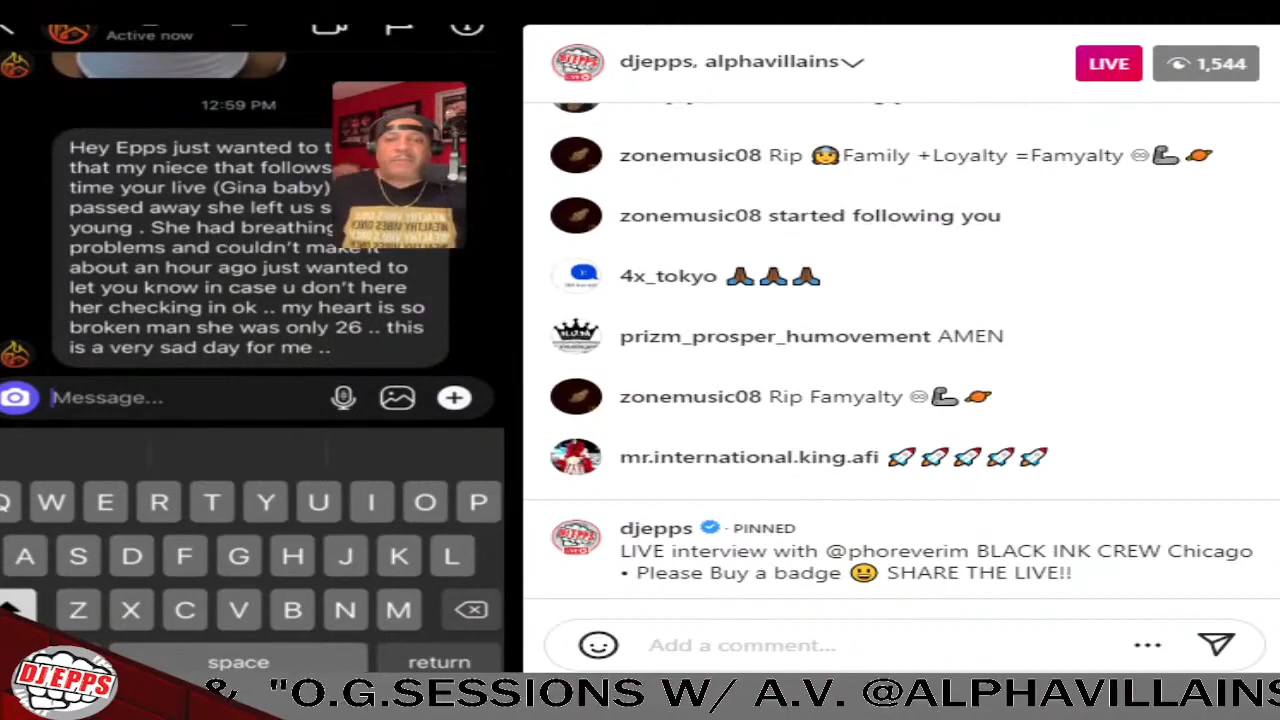 Active now
12:59 PM
Hey Epps just wanted to
that my niece that follows
time your live (Gina baby)
passed away she left us
young . She had breathing
problems and couldn't make it
about an hour ago just wanted to
let you know in case u don't here
her checking in ok .. my heart is so
broken man she was only 26 .. this
is a very sad day for me ..
WEALTHY VIBES ONLY
Message...
Q W E R T Y U I O P
A S D F G H J K L
Z X C V B N M
space return
djepps, alphavillains
LIVE 1,544
zonemusic08 Rip 👼Family +Loyalty =Famyalty ♾🦾🪐
zonemusic08 started following you
4x_tokyo 🙏🏾🙏🏾🙏🏾
prizm_prosper_humovement AMEN
zonemusic08 Rip Famyalty ♾🦾🪐
mr.international.king.afi 🚀🚀🚀🚀🚀
djepps · PINNED
LIVE interview with @phoreverim BLACK INK CREW Chicago
• Please Buy a badge 😃 SHARE THE LIVE!!
Add a comment...
DJ EPPS
& "O.G.SESSIONS W/ A.V. @ALPHAVILLAINS